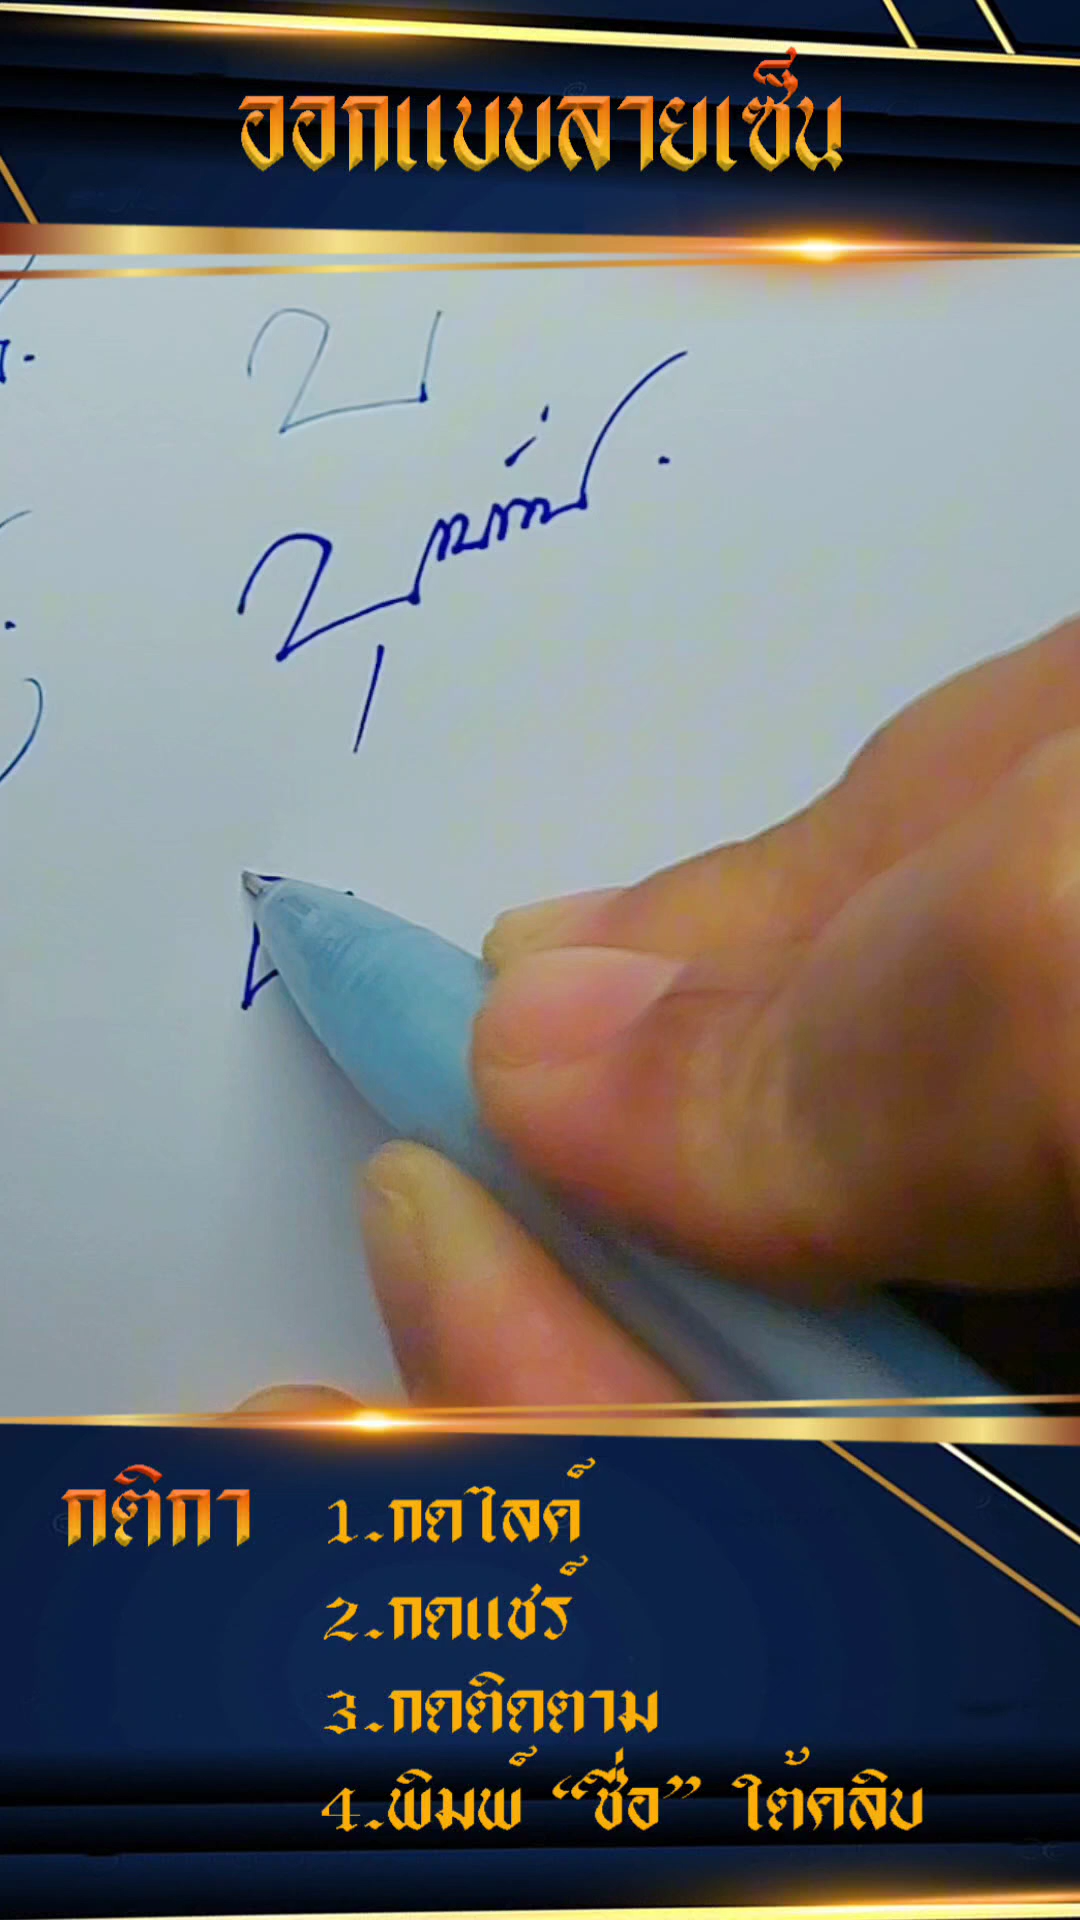 ออกแบบลายเซ็น
บ
กติกา
1.กดไลค์
2.กดแชร์
3.กดติดตาม
4.พิมพ์ “ชื่อ” ใต้คลิป